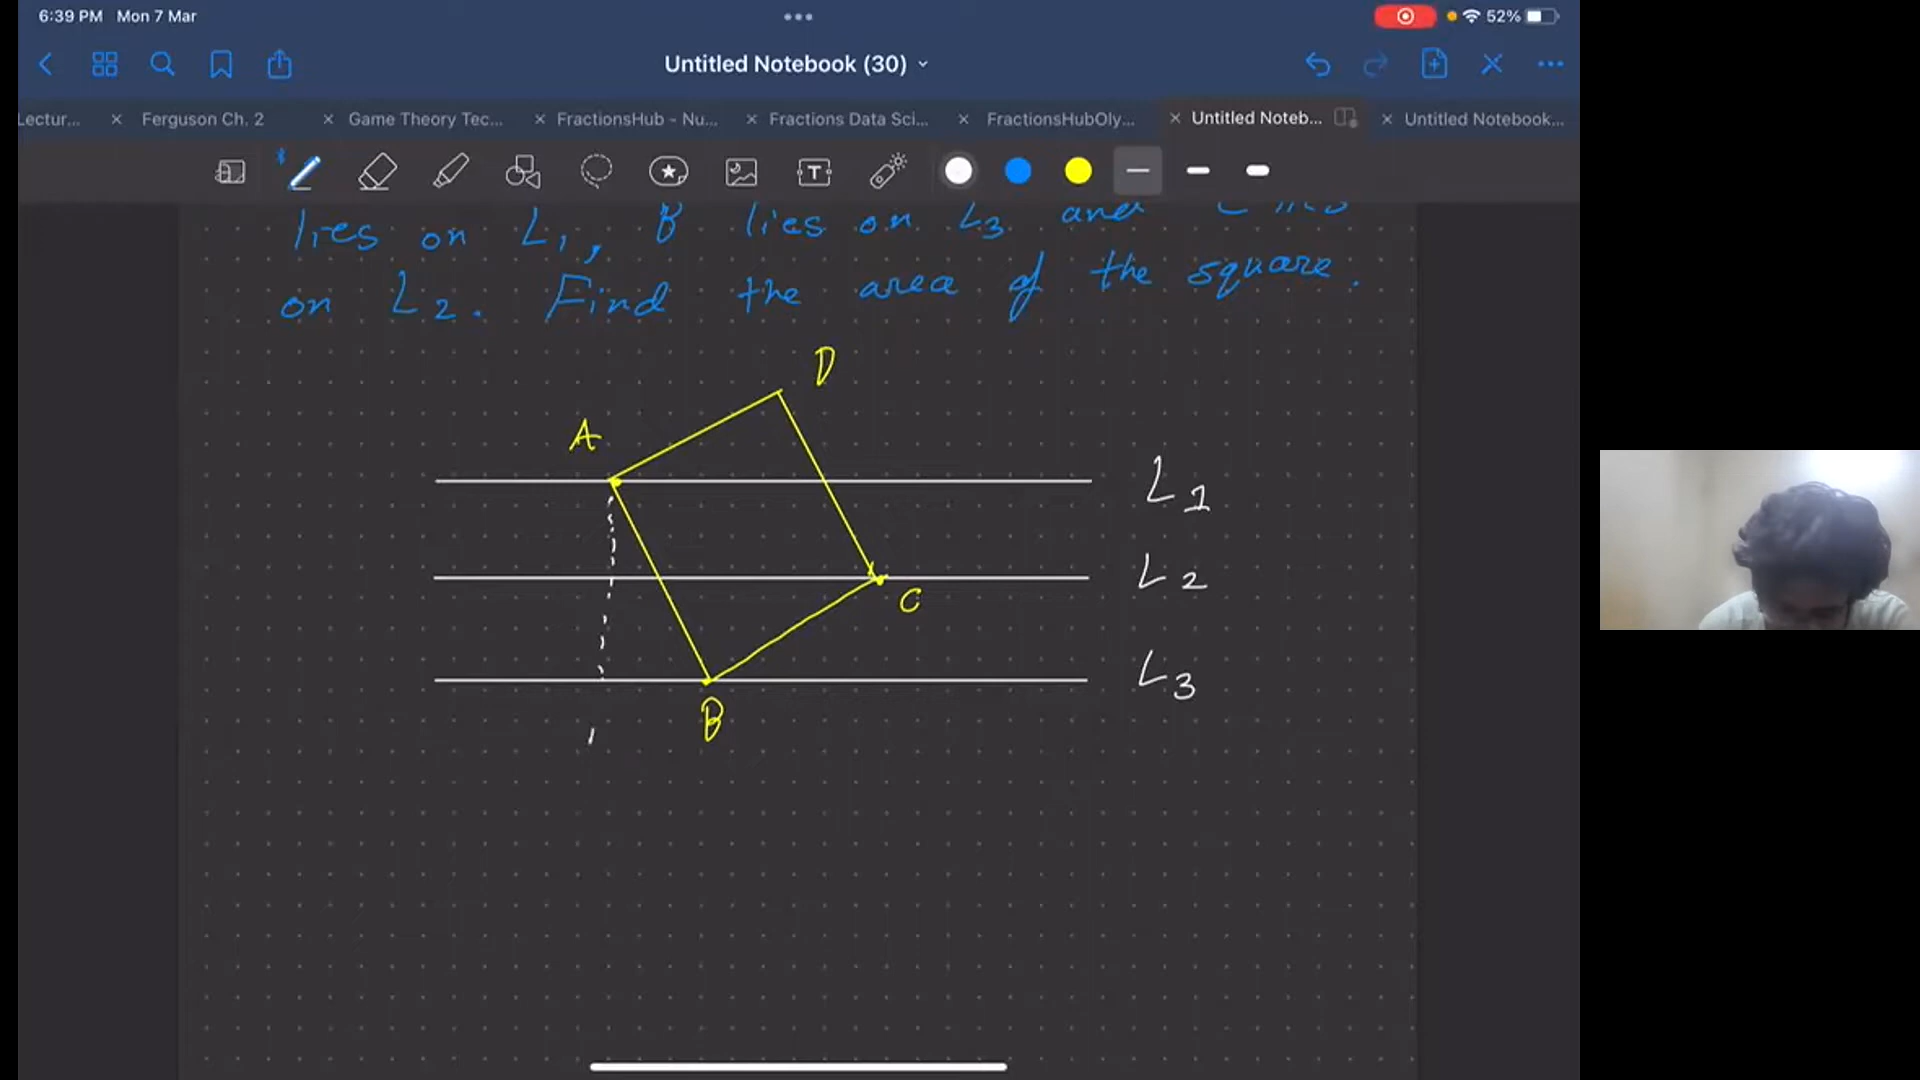 6:39 PM Mon 7 Mar
52%
Untitled Notebook (30)
Lectur... Ferguson Ch. 2 Game Theory Tec... FractionsHub - Nu... Fractions Data Sci... FractionsHubOly... Untitled Noteb... Untitled Notebook...
T
lies on L1, B lies on L3 and C lies
on L2. Find the area of the square.
D
A
L1
L2
C
L3
B